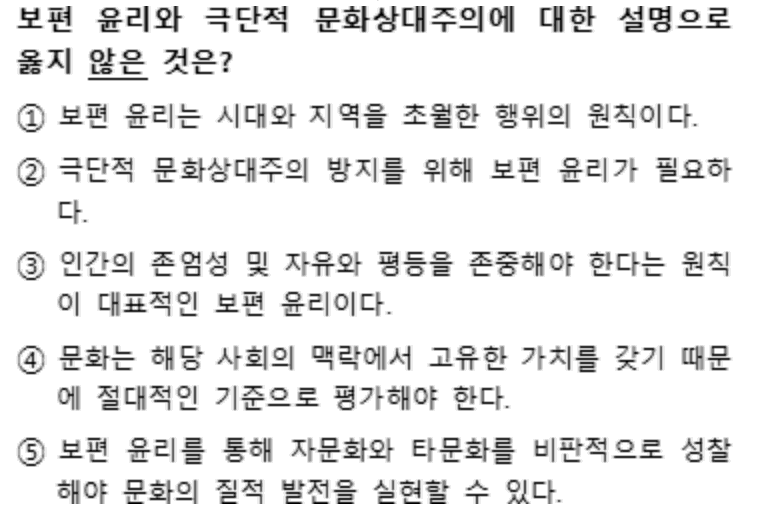 보편 윤리와 극단적 문화상대주의에 대한 설명으로
옳지 않은 것은?
① 보편 윤리는 시대와 지역을 초월한 행위의 원칙이다.
② 극단적 문화상대주의 방지를 위해 보편 윤리가 필요하
다.
③ 인간의 존엄성 및 자유와 평등을 존중해야 한다는 원칙
이 대표적인 보편 윤리이다.
④ 문화는 해당 사회의 맥락에서 고유한 가치를 갖기 때문
에 절대적인 기준으로 평가해야 한다.
⑤ 보편 윤리를 통해 자문화와 타문화를 비판적으로 성찰
해야 문화의 질적 발전을 실현할 수 있다.